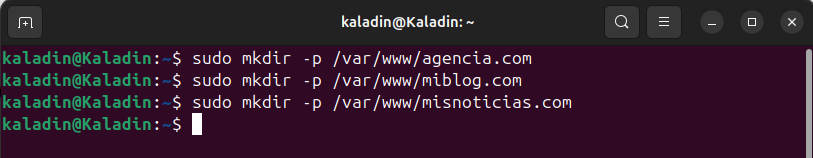 kaladin@Kaladin: ~
kaladin@Kaladin:~$ sudo mkdir -p /var/www/agencia.com
kaladin@Kaladin:~$ sudo mkdir -p /var/www/miblog.com
kaladin@Kaladin:~$ sudo mkdir -p /var/www/misnoticias.com
kaladin@Kaladin:~$